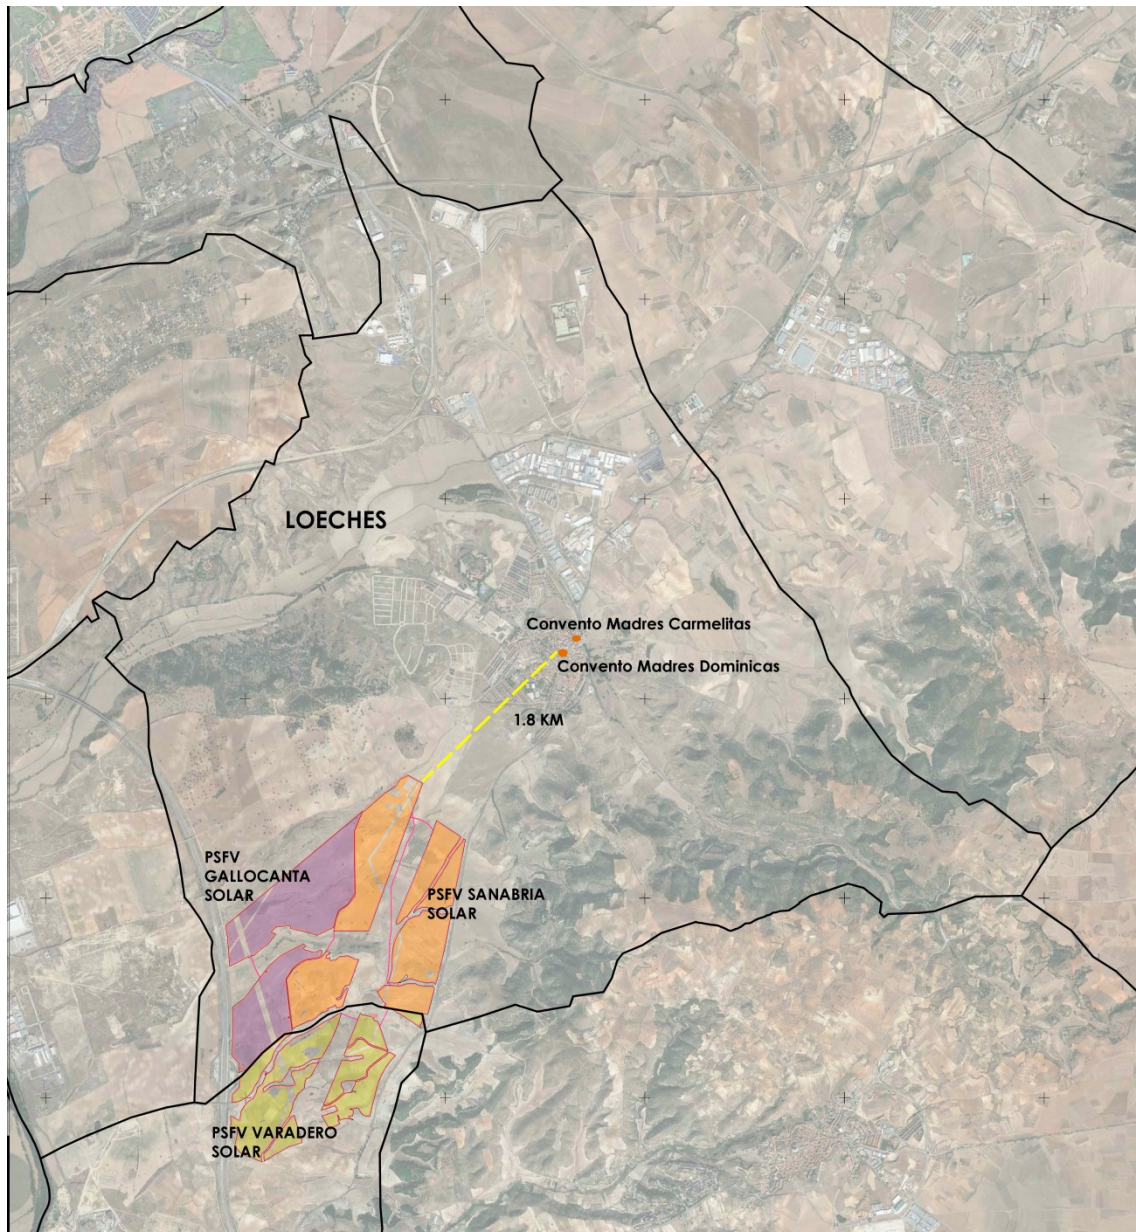 LOECHES
Convento Madres Carmelitas
Convento Madres Dominicas
1.8 KM
PSFV
GALLOCANTA
SOLAR
PSFV SANABRIA
SOLAR
PSFV VARADERO
SOLAR